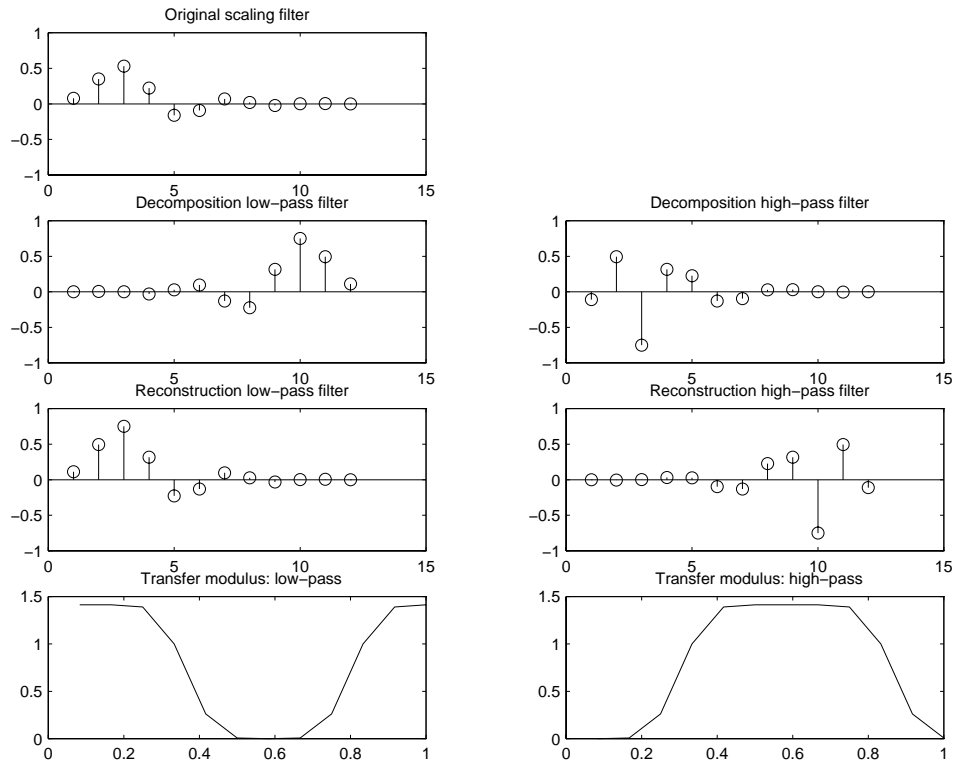 Original scaling filter
1
0.5
0
−0.5
−1
0 5 10 15
Decomposition low−pass filter
1
0.5
0
−0.5
−1
0 5 10 15
Decomposition high−pass filter
1
0.5
0
−0.5
−1
0 5 10 15
Reconstruction low−pass filter
1
0.5
0
−0.5
−1
0 5 10 15
Reconstruction high−pass filter
1
0.5
0
−0.5
−1
0 5 10 15
Transfer modulus: low−pass
1.5
1
0.5
0
0 0.2 0.4 0.6 0.8 1
Transfer modulus: high−pass
1.5
1
0.5
0
0 0.2 0.4 0.6 0.8 1